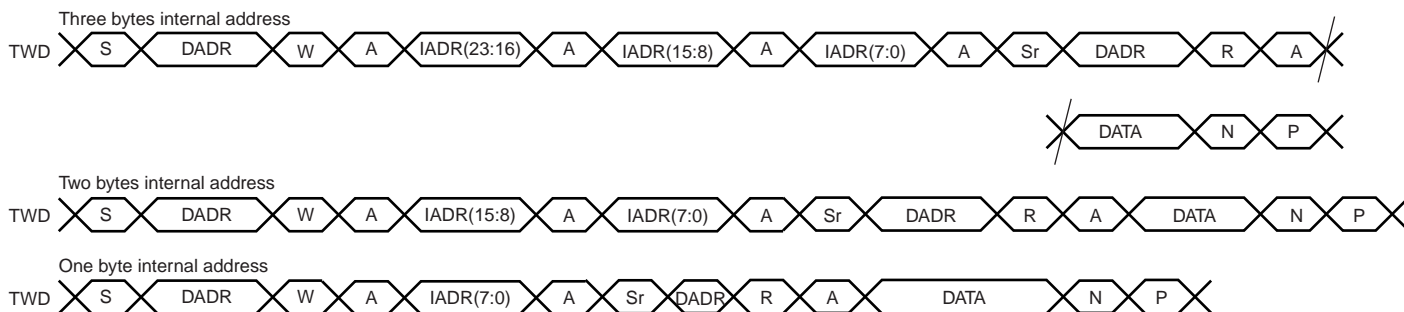 Three bytes internal address
TWD S DADR W A IADR(23:16) A IADR(15:8) A IADR(7:0) A Sr DADR R A
DATA N P
Two bytes internal address
TWD S DADR W A IADR(15:8) A IADR(7:0) A Sr DADR R A DATA N P
One byte internal address
TWD S DADR W A IADR(7:0) A Sr DADR R A DATA N P